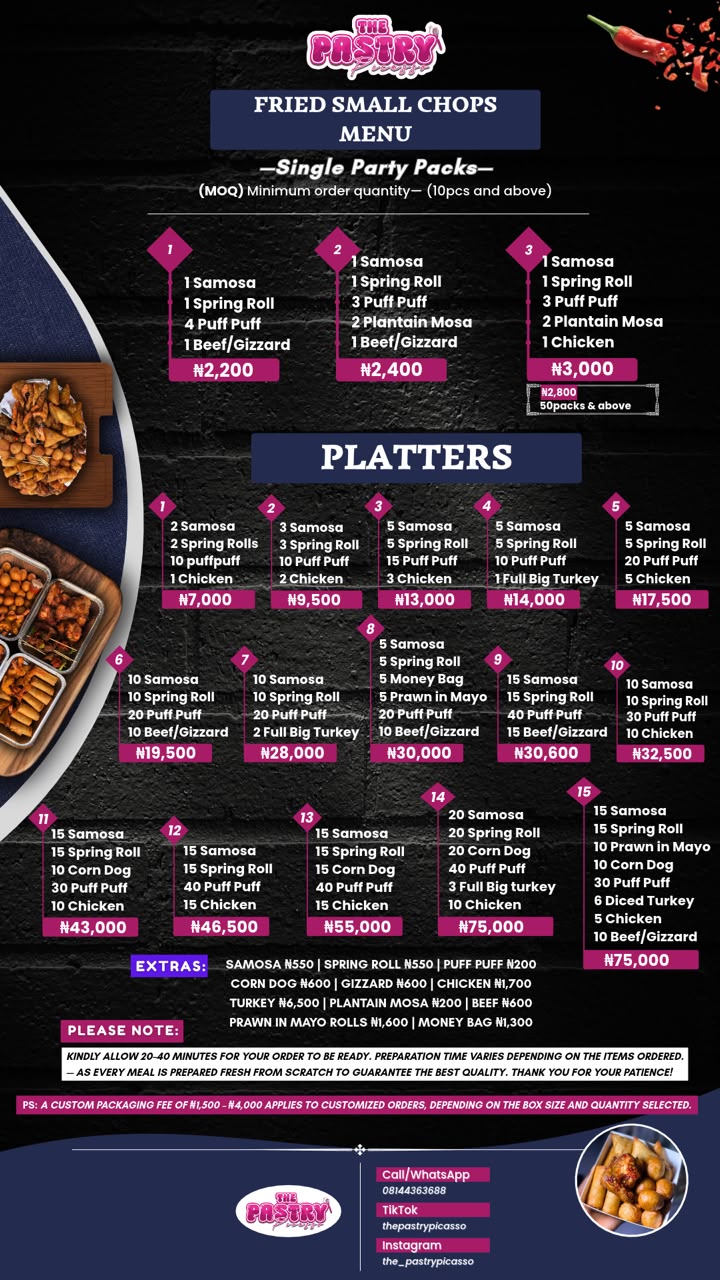 THE
PASTRY
Picasso
FRIED SMALL CHOPS
MENU
—Single Party Packs—
(MOQ) Minimum order quantity— (10pcs and above)
1
1 Samosa
1 Spring Roll
4 Puff Puff
1 Beef/Gizzard
₦2,200
2
1 Samosa
1 Spring Roll
3 Puff Puff
2 Plantain Mosa
1 Beef/Gizzard
₦2,400
3
1 Samosa
1 Spring Roll
3 Puff Puff
2 Plantain Mosa
1 Chicken
₦3,000
₦2,800
50packs & above
PLATTERS
1
2 Samosa
2 Spring Rolls
10 puffpuff
1 Chicken
₦7,000
2
3 Samosa
3 Spring Roll
10 Puff Puff
2 Chicken
₦9,500
3
5 Samosa
5 Spring Roll
15 Puff Puff
3 Chicken
₦13,000
4
5 Samosa
5 Spring Roll
10 Puff Puff
1 Full Big Turkey
₦14,000
5
5 Samosa
5 Spring Roll
20 Puff Puff
5 Chicken
₦17,500
6
10 Samosa
10 Spring Roll
20 Puff Puff
10 Beef/Gizzard
₦19,500
7
10 Samosa
10 Spring Roll
20 Puff Puff
2 Full Big Turkey
₦28,000
8
5 Samosa
5 Spring Roll
5 Money Bag
5 Prawn in Mayo
20 Puff Puff
10 Beef/Gizzard
₦30,000
9
15 Samosa
15 Spring Roll
40 Puff Puff
15 Beef/Gizzard
₦30,600
10
10 Samosa
10 Spring Roll
30 Puff Puff
10 Chicken
₦32,500
11
15 Samosa
15 Spring Roll
10 Corn Dog
30 Puff Puff
10 Chicken
₦43,000
12
15 Samosa
15 Spring Roll
40 Puff Puff
15 Chicken
₦46,500
13
15 Samosa
15 Spring Roll
15 Corn Dog
40 Puff Puff
15 Chicken
₦55,000
14
20 Samosa
20 Spring Roll
20 Corn Dog
40 Puff Puff
3 Full Big turkey
10 Chicken
₦75,000
15
15 Samosa
15 Spring Roll
10 Prawn in Mayo
10 Corn Dog
30 Puff Puff
6 Diced Turkey
5 Chicken
10 Beef/Gizzard
₦75,000
EXTRAS:
SAMOSA ₦550 | SPRING ROLL ₦550 | PUFF PUFF ₦200
CORN DOG ₦600 | GIZZARD ₦600 | CHICKEN ₦1,700
TURKEY ₦6,500 | PLANTAIN MOSA ₦200 | BEEF ₦600
PRAWN IN MAYO ROLLS ₦1,600 | MONEY BAG ₦1,300
PLEASE NOTE:
KINDLY ALLOW 20–40 MINUTES FOR YOUR ORDER TO BE READY. PREPARATION TIME VARIES DEPENDING ON THE ITEMS ORDERED.
— AS EVERY MEAL IS PREPARED FRESH FROM SCRATCH TO GUARANTEE THE BEST QUALITY. THANK YOU FOR YOUR PATIENCE!
PS: A CUSTOM PACKAGING FEE OF ₦1,500 – ₦4,000 APPLIES TO CUSTOMIZED ORDERS, DEPENDING ON THE BOX SIZE AND QUANTITY SELECTED.
THE
PASTRY
Picasso
Call/WhatsApp
08144363688
TikTok
thepastrypicasso
Instagram
the_pastrypicasso